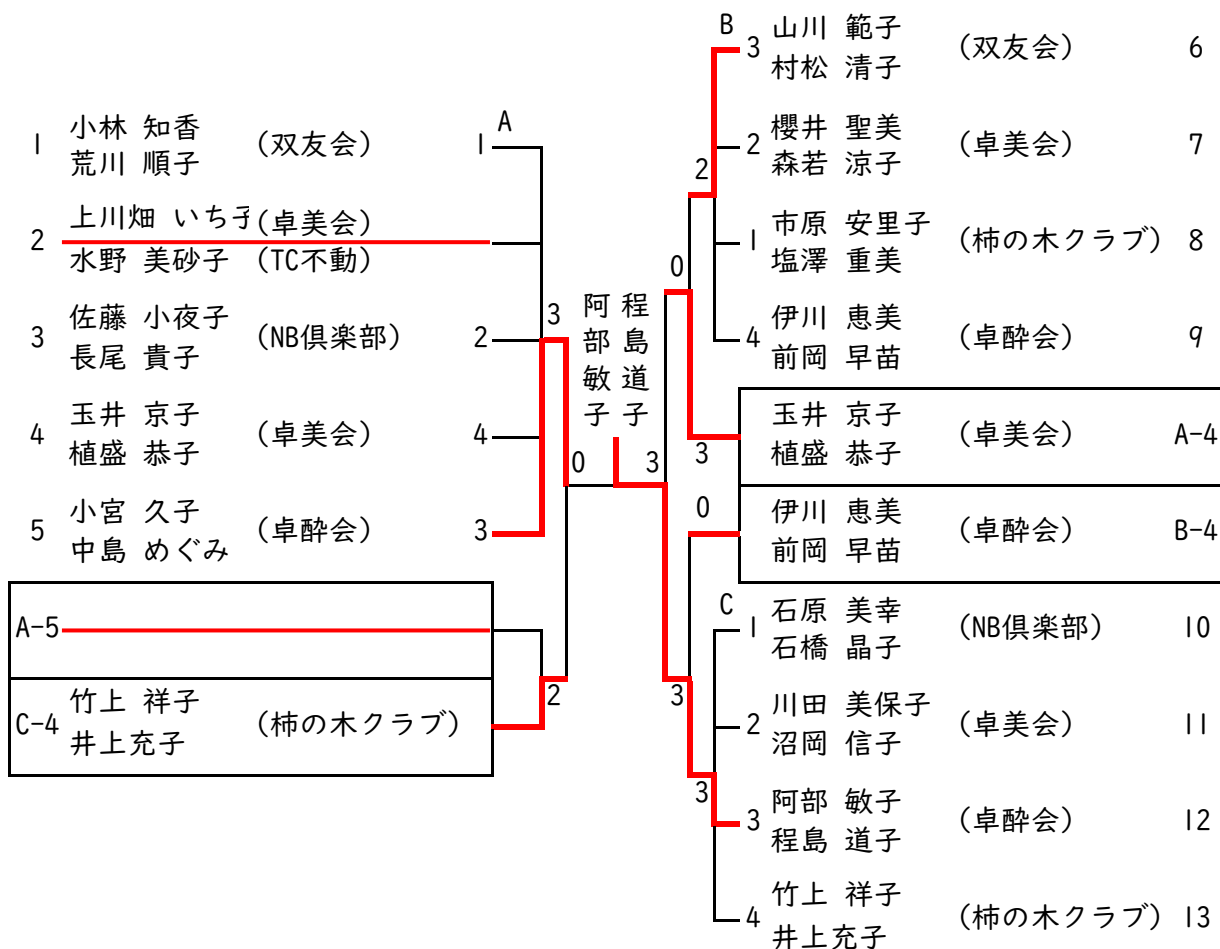 A
1 小林 知香 (双友会) 1
荒川 順子
2 上川畑 いち子(卓美会)
水野 美砂子 (TC不動)
3 佐藤 小夜子 (NB倶楽部) 2
長尾 貴子
4 玉井 京子 (卓美会) 4
植盛 恭子
5 小宮 久子 (卓酔会) 3
中島 めぐみ
A-5
C-4 竹上 祥子 (柿の木クラブ)
井上充子
3
0
2
阿部敏子
程島道子
3
0
2
3
0
3
3
B
3 山川 範子 (双友会) 6
村松 清子
2 櫻井 聖美 (卓美会) 7
森若 涼子
1 市原 安里子 (柿の木クラブ) 8
塩澤 重美
4 伊川 恵美 (卓酔会) 9
前岡 早苗
玉井 京子 (卓美会) A-4
植盛 恭子
伊川 恵美 (卓酔会) B-4
前岡 早苗
C
1 石原 美幸 (NB倶楽部) 10
石橋 晶子
2 川田 美保子 (卓美会) 11
沼岡 信子
3 阿部 敏子 (卓酔会) 12
程島 道子
4 竹上 祥子 (柿の木クラブ) 13
井上充子